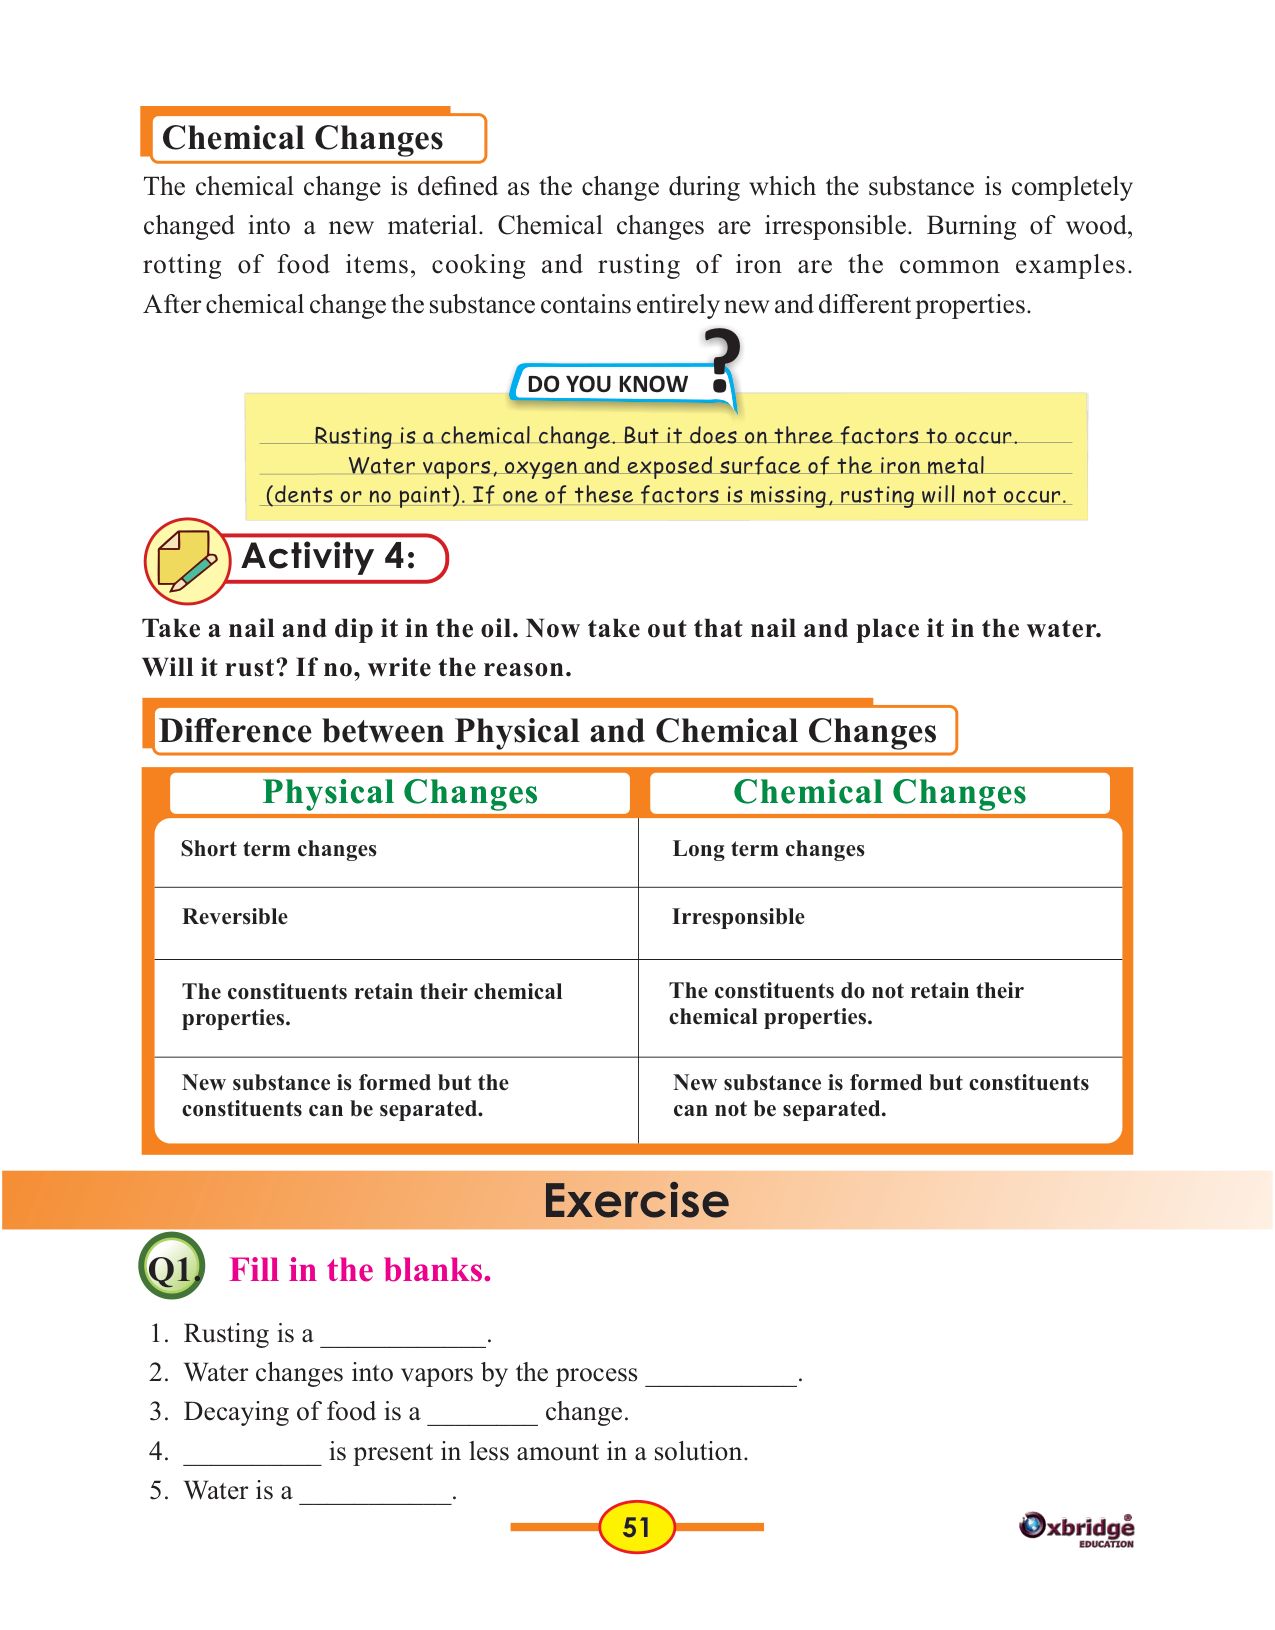 Chemical Changes
The chemical change is defined as the change during which the substance is completely
changed into a new material. Chemical changes are irresponsible. Burning of wood,
rotting of food items, cooking and rusting of iron are the common examples.
After chemical change the substance contains entirely new and different properties.
DO YOU KNOW ?
Rusting is a chemical change. But it does on three factors to occur.
Water vapors, oxygen and exposed surface of the iron metal
(dents or no paint). If one of these factors is missing, rusting will not occur.
Activity 4:
Take a nail and dip it in the oil. Now take out that nail and place it in the water.
Will it rust? If no, write the reason.
Difference between Physical and Chemical Changes
Physical Changes
Chemical Changes
Short term changes
Long term changes
Reversible
Irresponsible
The constituents retain their chemical
properties.
The constituents do not retain their
chemical properties.
New substance is formed but the
constituents can be separated.
New substance is formed but constituents
can not be separated.
Exercise
Q1. Fill in the blanks.
1. Rusting is a ____________.
2. Water changes into vapors by the process ___________.
3. Decaying of food is a ________ change.
4. __________ is present in less amount in a solution.
5. Water is a ___________.
51
Oxbridge®
EDUCATION